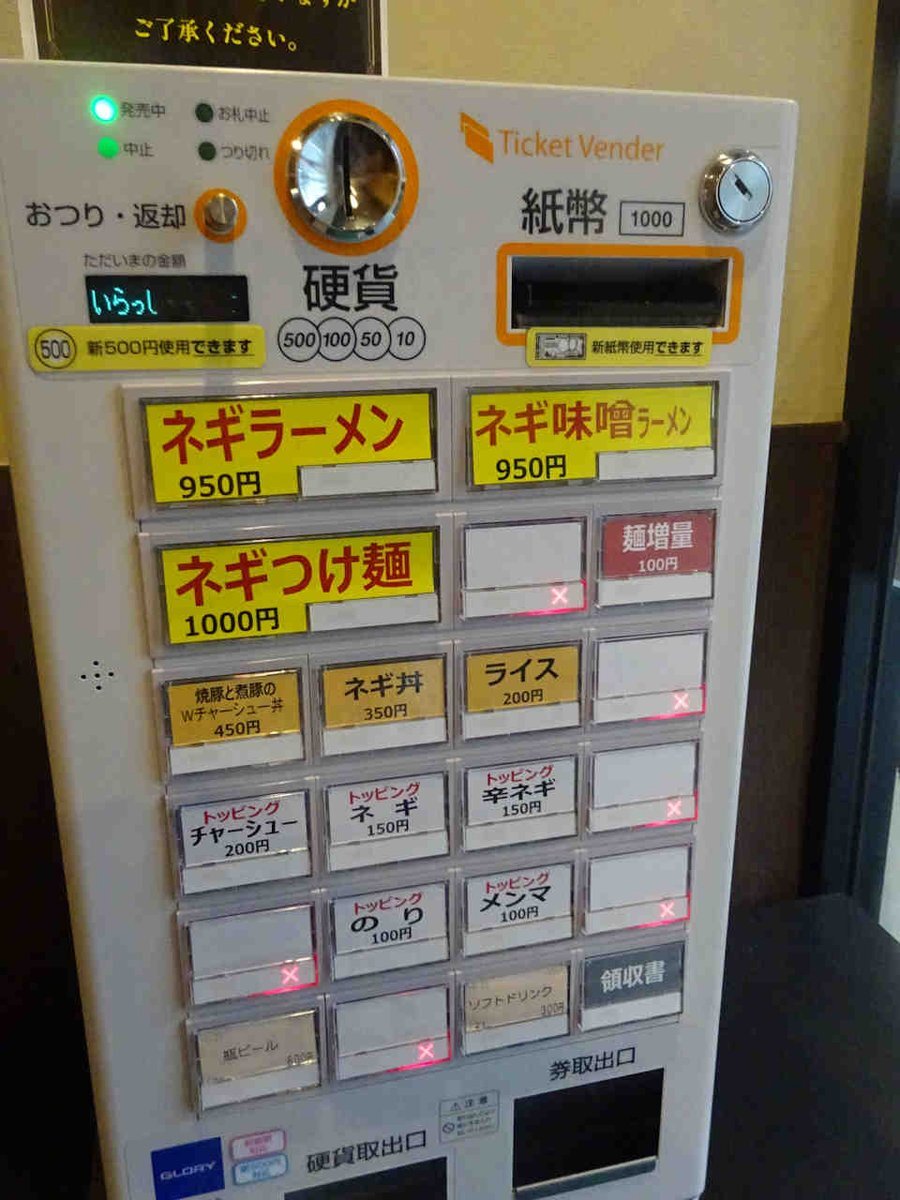 ご了承ください。
発売中
お札中止
中止
つり切れ
Ticket Vender
おつり・返却
紙幣 1000
ただいまの金額
いらっし
硬貨
500 100 50 10
500 新500円使用できます
新紙幣使用できます
ネギラーメン
950円
ネギ味噌ラーメン
950円
ネギつけ麺
1000円
麺増量
100円
焼豚と煮豚の
Wチャーシュー丼
450円
ネギ丼
350円
ライス
200円
トッピング
チャーシュー
200円
トッピング
ネギ
150円
トッピング
辛ネギ
150円
トッピング
のり
100円
トッピング
メンマ
100円
瓶ビール
600円
ソフトドリンク
300円
領収書
券取出口
注意
硬貨取出口
GLORY